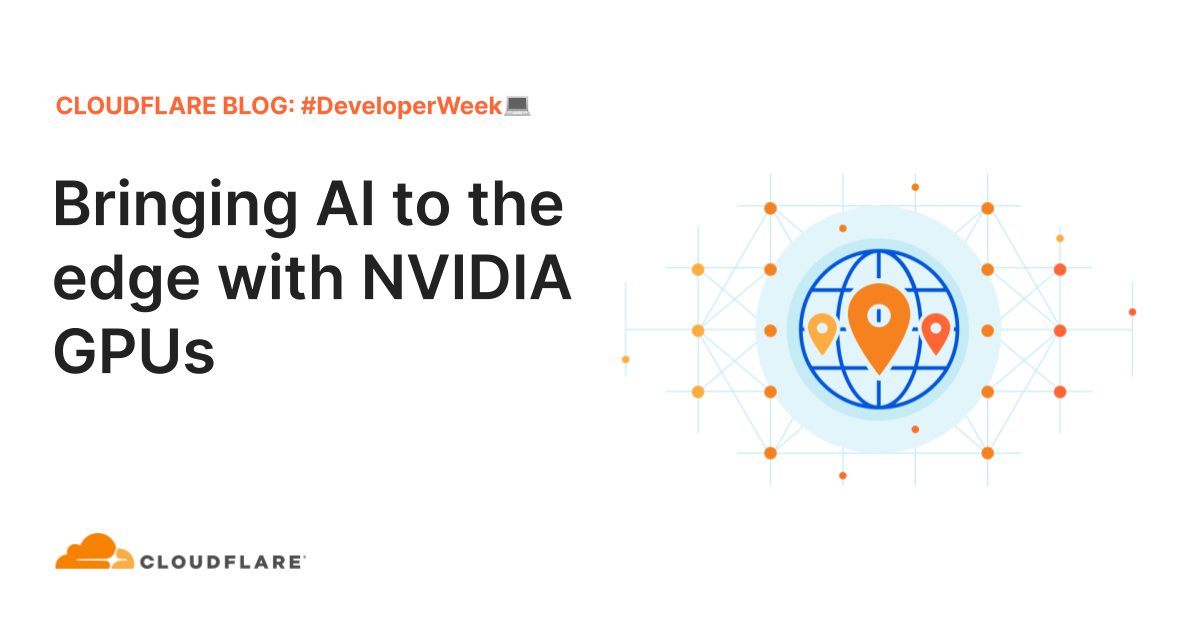 CLOUDFLARE BLOG: #DeveloperWeek💻
Bringing AI to the
edge with NVIDIA
GPUs
CLOUDFLARE